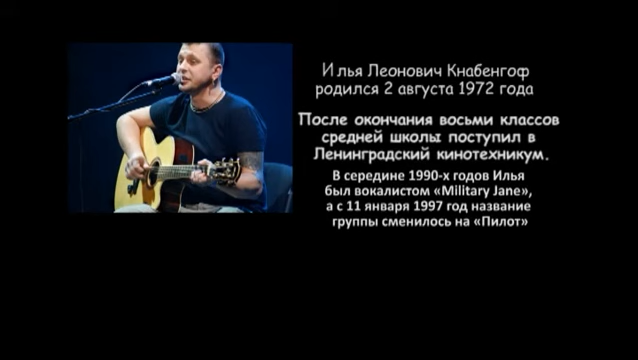 Илья Леонович Кнабенгоф
родился 2 августа 1972 года
После окончания восьми классов
средней школы поступил в
Ленинградский кинотехникум.
В середине 1990-х годов Илья
был вокалистом «Military Jane»,
а с 11 января 1997 год название
группы сменилось на «Пилот»